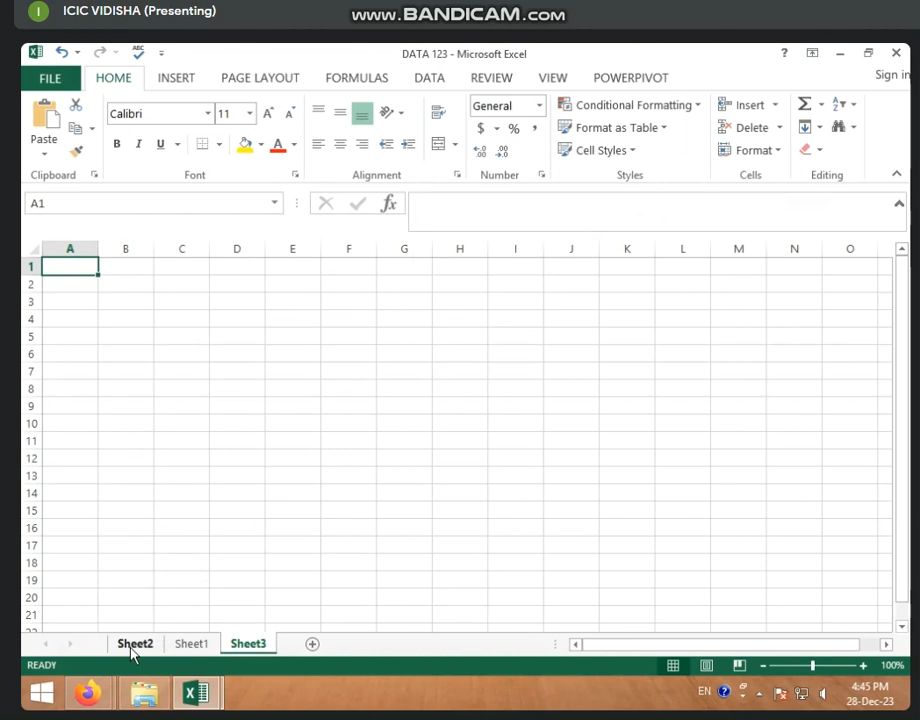 I ICIC VIDISHA (Presenting)
www.BANDICAM.com
DATA 123 - Microsoft Excel
FILE HOME INSERT PAGE LAYOUT FORMULAS DATA REVIEW VIEW POWERPIVOT Sign in
Paste
Calibri 11
B I U
General
$ % ,
Conditional Formatting
Format as Table
Cell Styles
Insert
Delete
Format
Clipboard Font Alignment Number Styles Cells Editing
A1 fx
A B C D E F G H I J K L M N O
1
2
3
4
5
6
7
8
9
10
11
12
13
14
15
16
17
18
19
20
21
Sheet2 Sheet1 Sheet3
READY 100%
EN 4:45 PM
28-Dec-23